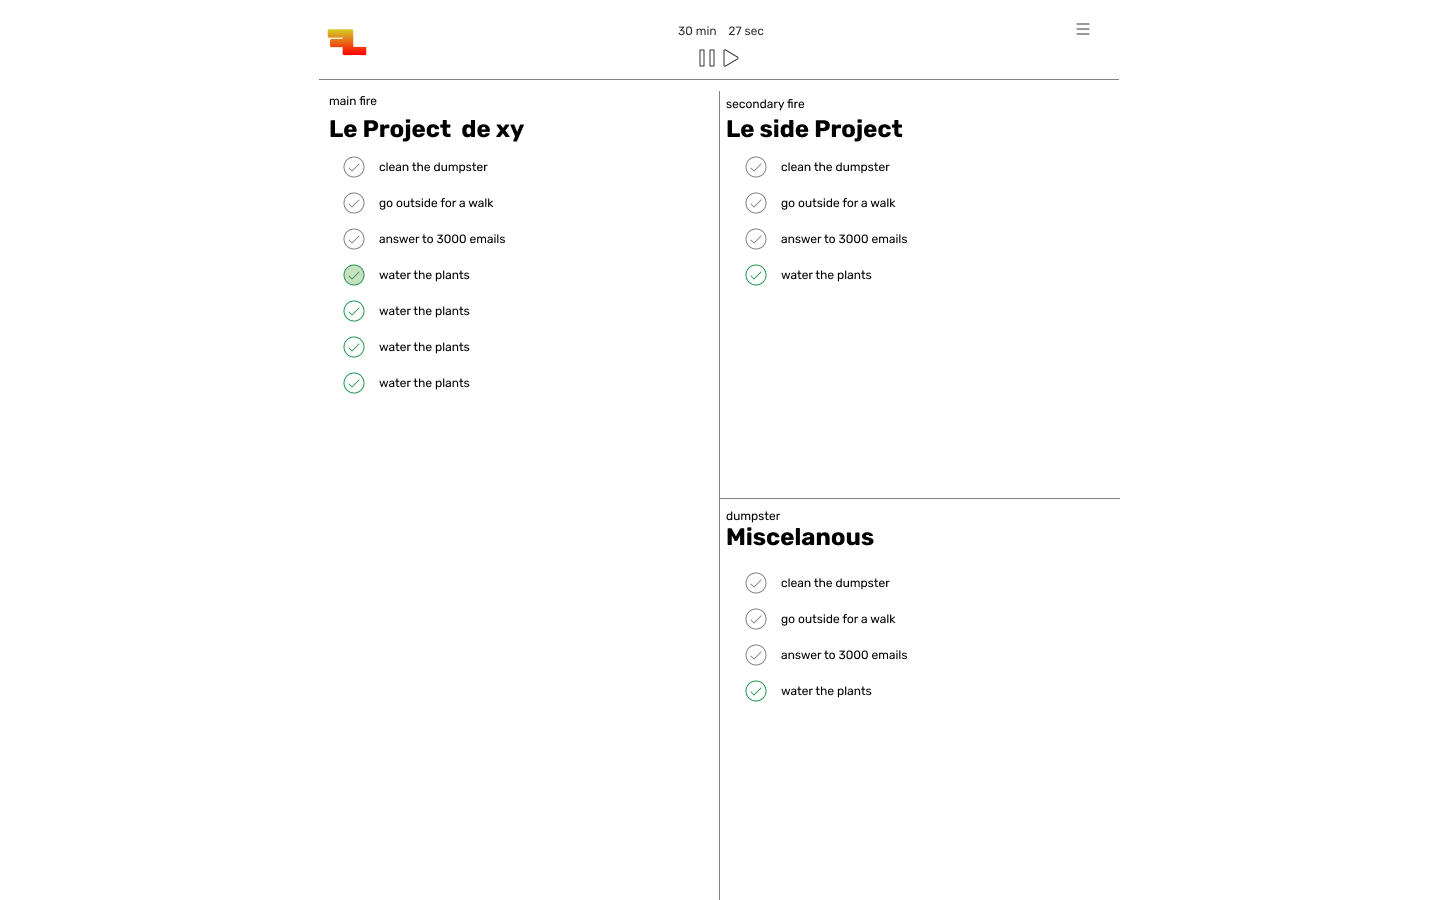 30 min 27 sec
main fire
Le Project de xy
clean the dumpster
go outside for a walk
answer to 3000 emails
water the plants
water the plants
water the plants
water the plants
secondary fire
Le side Project
clean the dumpster
go outside for a walk
answer to 3000 emails
water the plants
dumpster
Miscelanous
clean the dumpster
go outside for a walk
answer to 3000 emails
water the plants